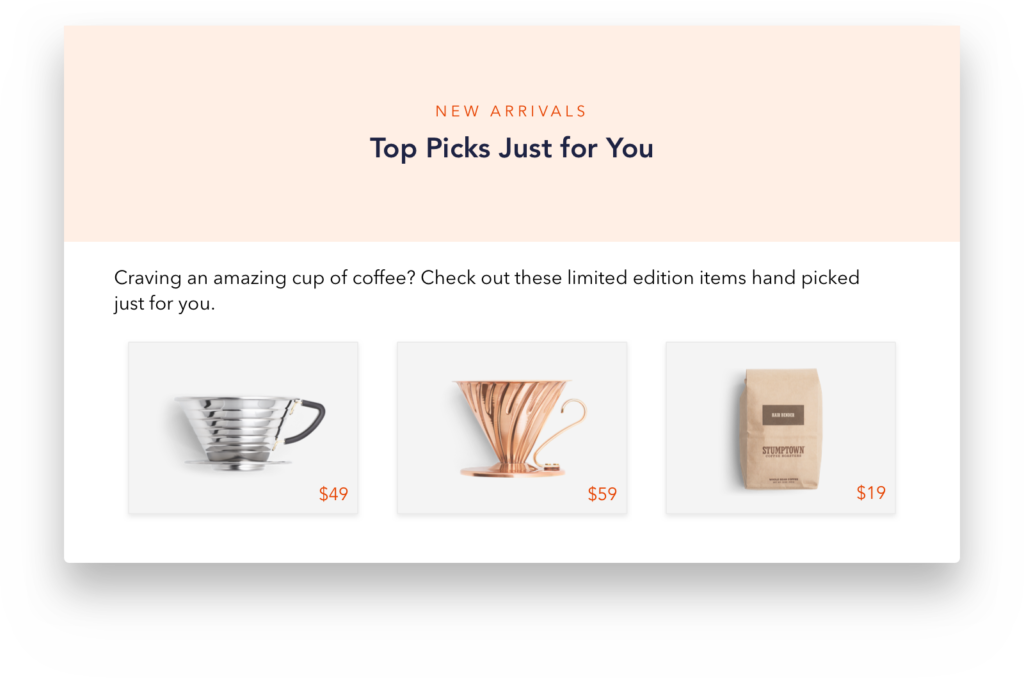 NEW ARRIVALS
Top Picks Just for You
Craving an amazing cup of coffee? Check out these limited edition items hand picked
just for you.
$49
$59
HAIR BENDER
STUMPTOWN
COFFEE ROASTERS
$19